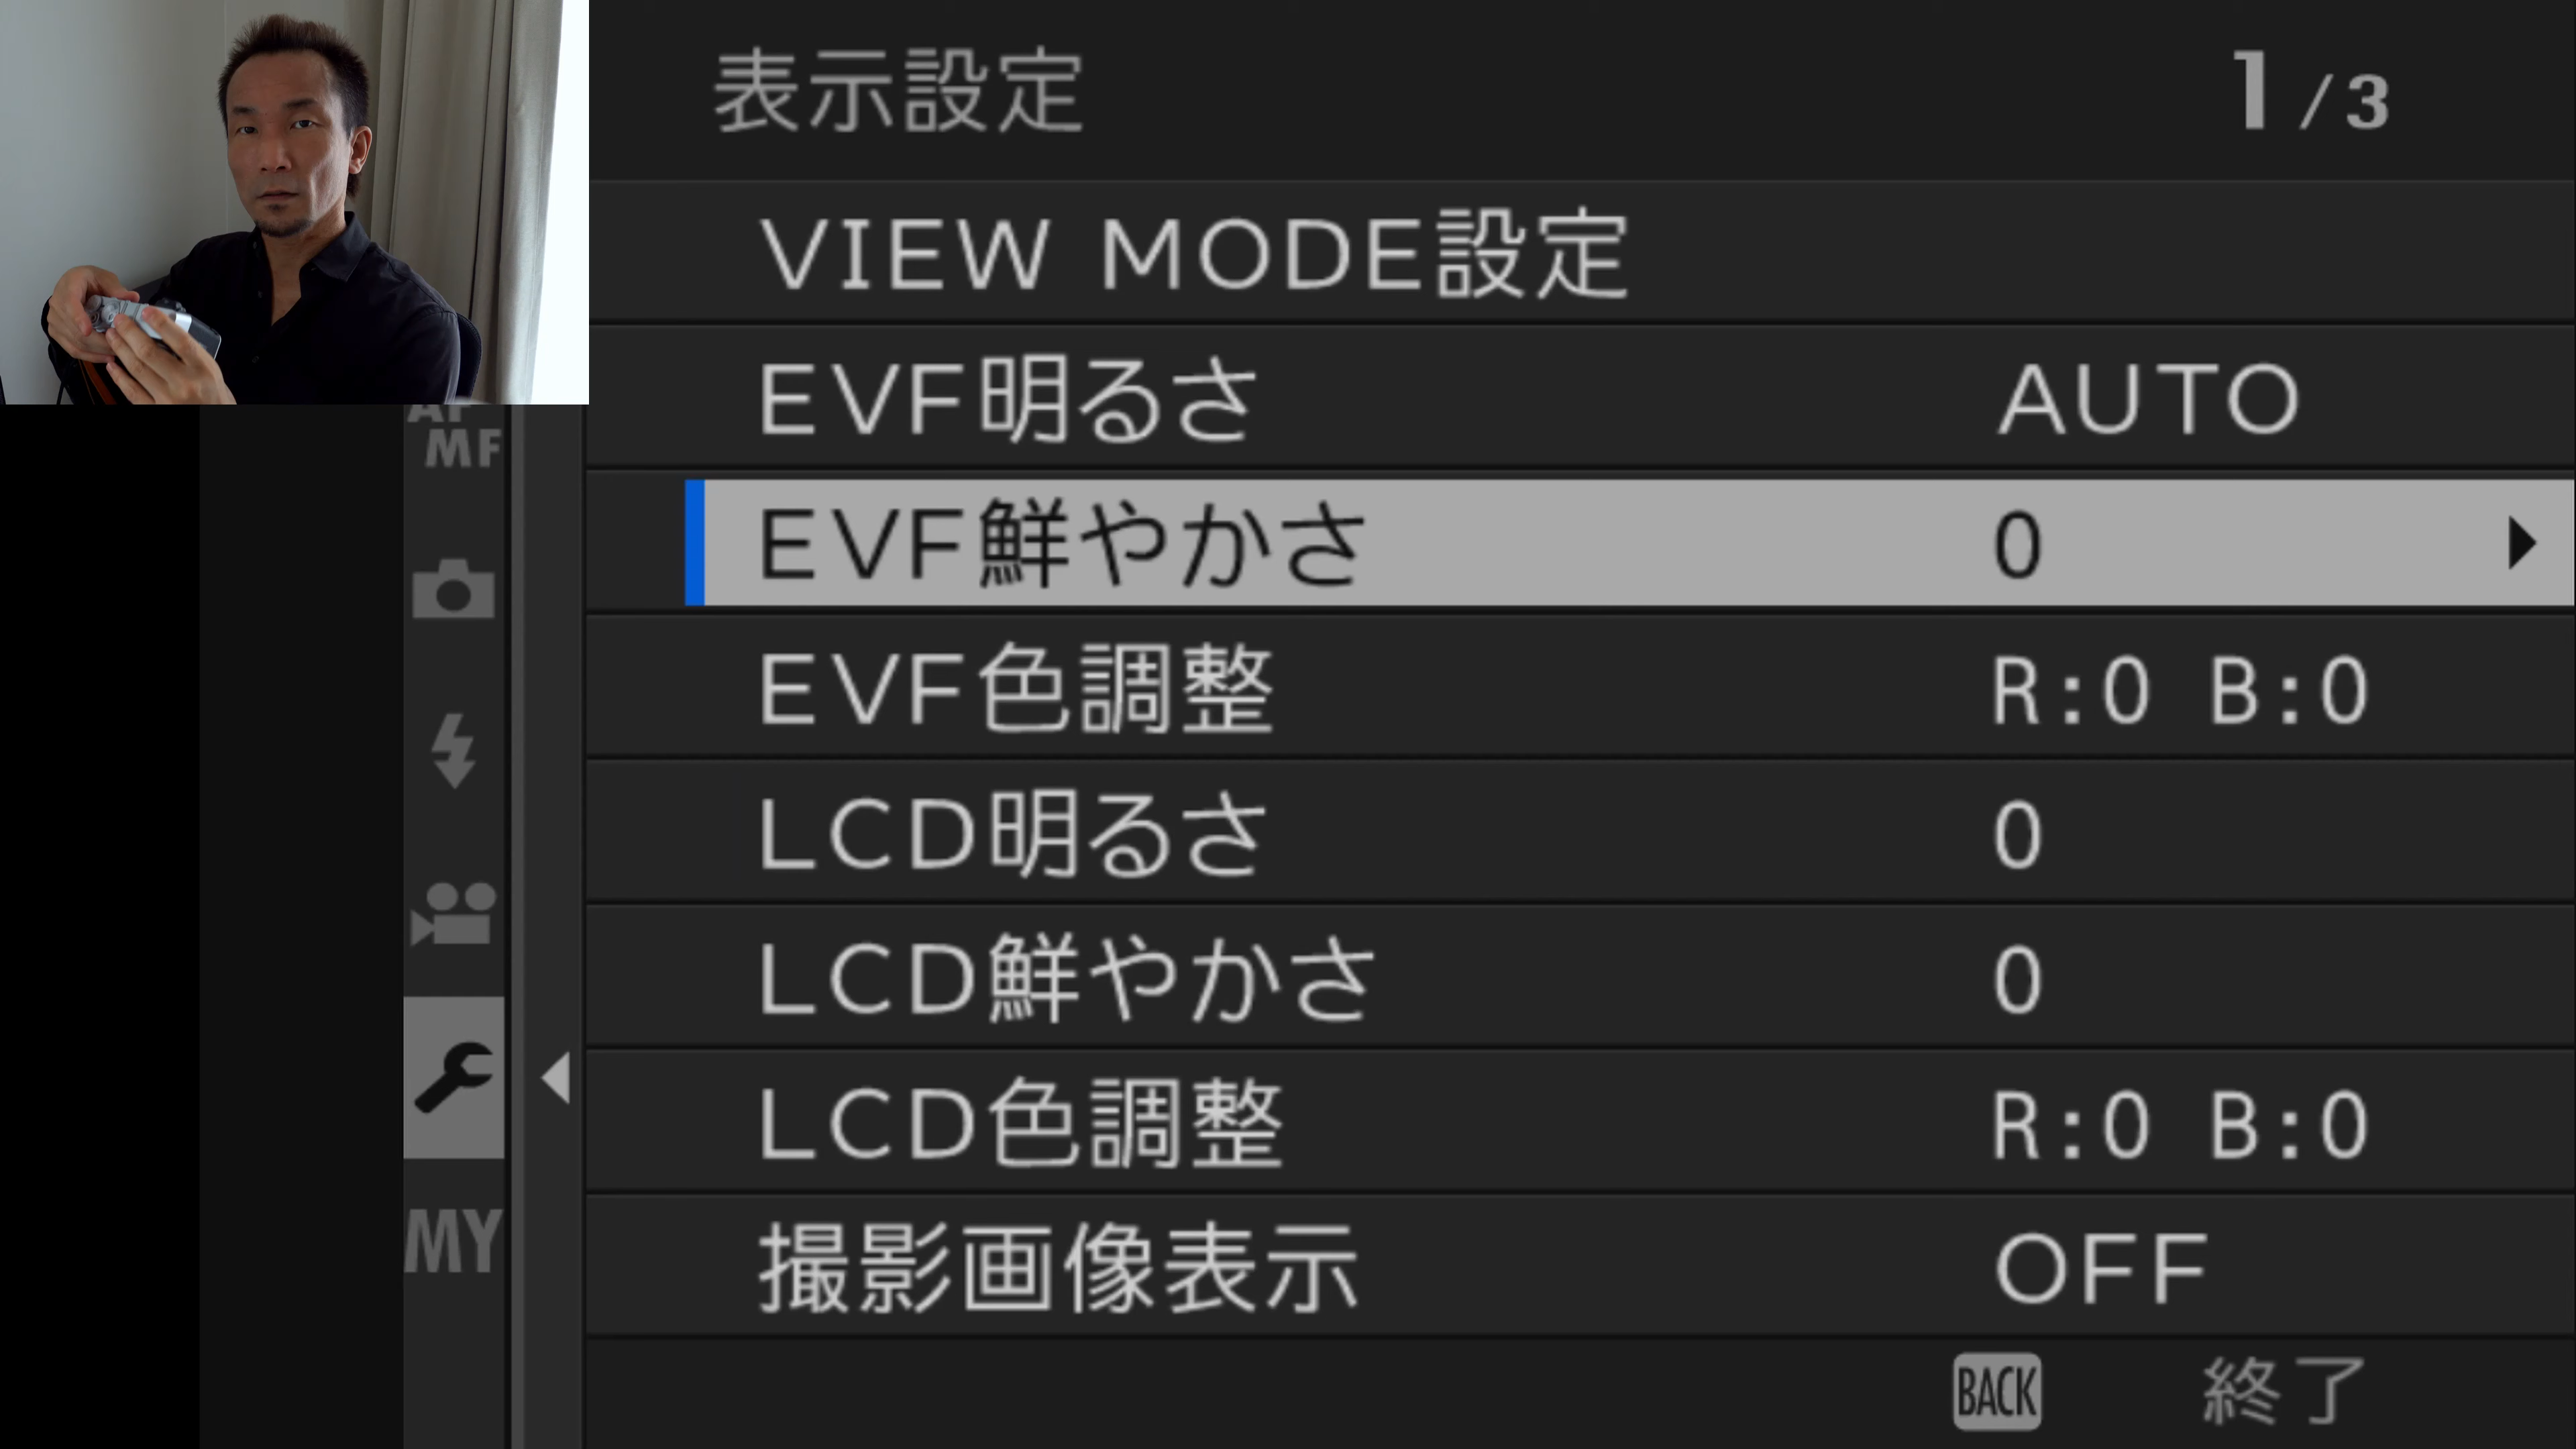 表示設定 1/3
VIEW MODE設定
EVF明るさ AUTO
EVF鮮やかさ 0
EVF色調整 R:0 B:0
LCD明るさ 0
LCD鮮やかさ 0
LCD色調整 R:0 B:0
撮影画像表示 OFF
BACK 終了
AF
MF
MY